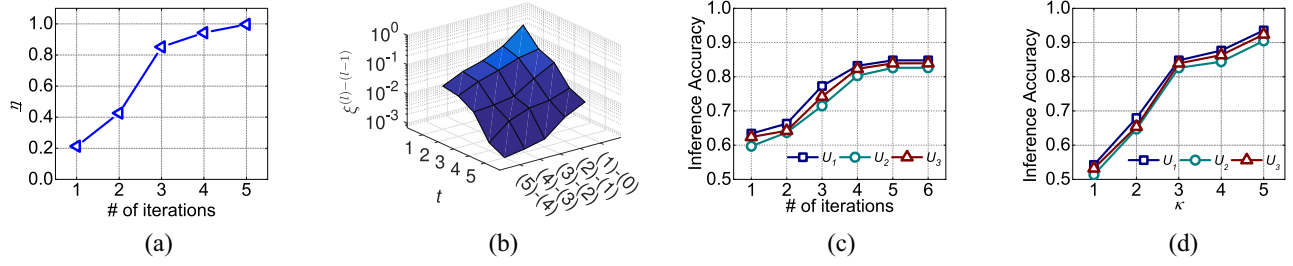 1.0
0.8
0.6
0.4
0.2
0.0
η
1 2 3 4 5
# of iterations
(a)
10⁰
10⁻¹
10⁻²
10⁻³
ξ⁽ˡ⁾⁻⁽ˡ⁻¹⁾
1 2 3 4 5
t
(5)-(4)
(4)-(3)
(3)-(2)
(2)-(1)
(1)-(0)
(b)
1.0
0.9
0.8
0.7
0.6
0.5
Inference Accuracy
U₁ U₂ U₃
1 2 3 4 5 6
# of iterations
(c)
1.0
0.9
0.8
0.7
0.6
0.5
Inference Accuracy
U₁ U₂ U₃
1 2 3 4 5
κ
(d)